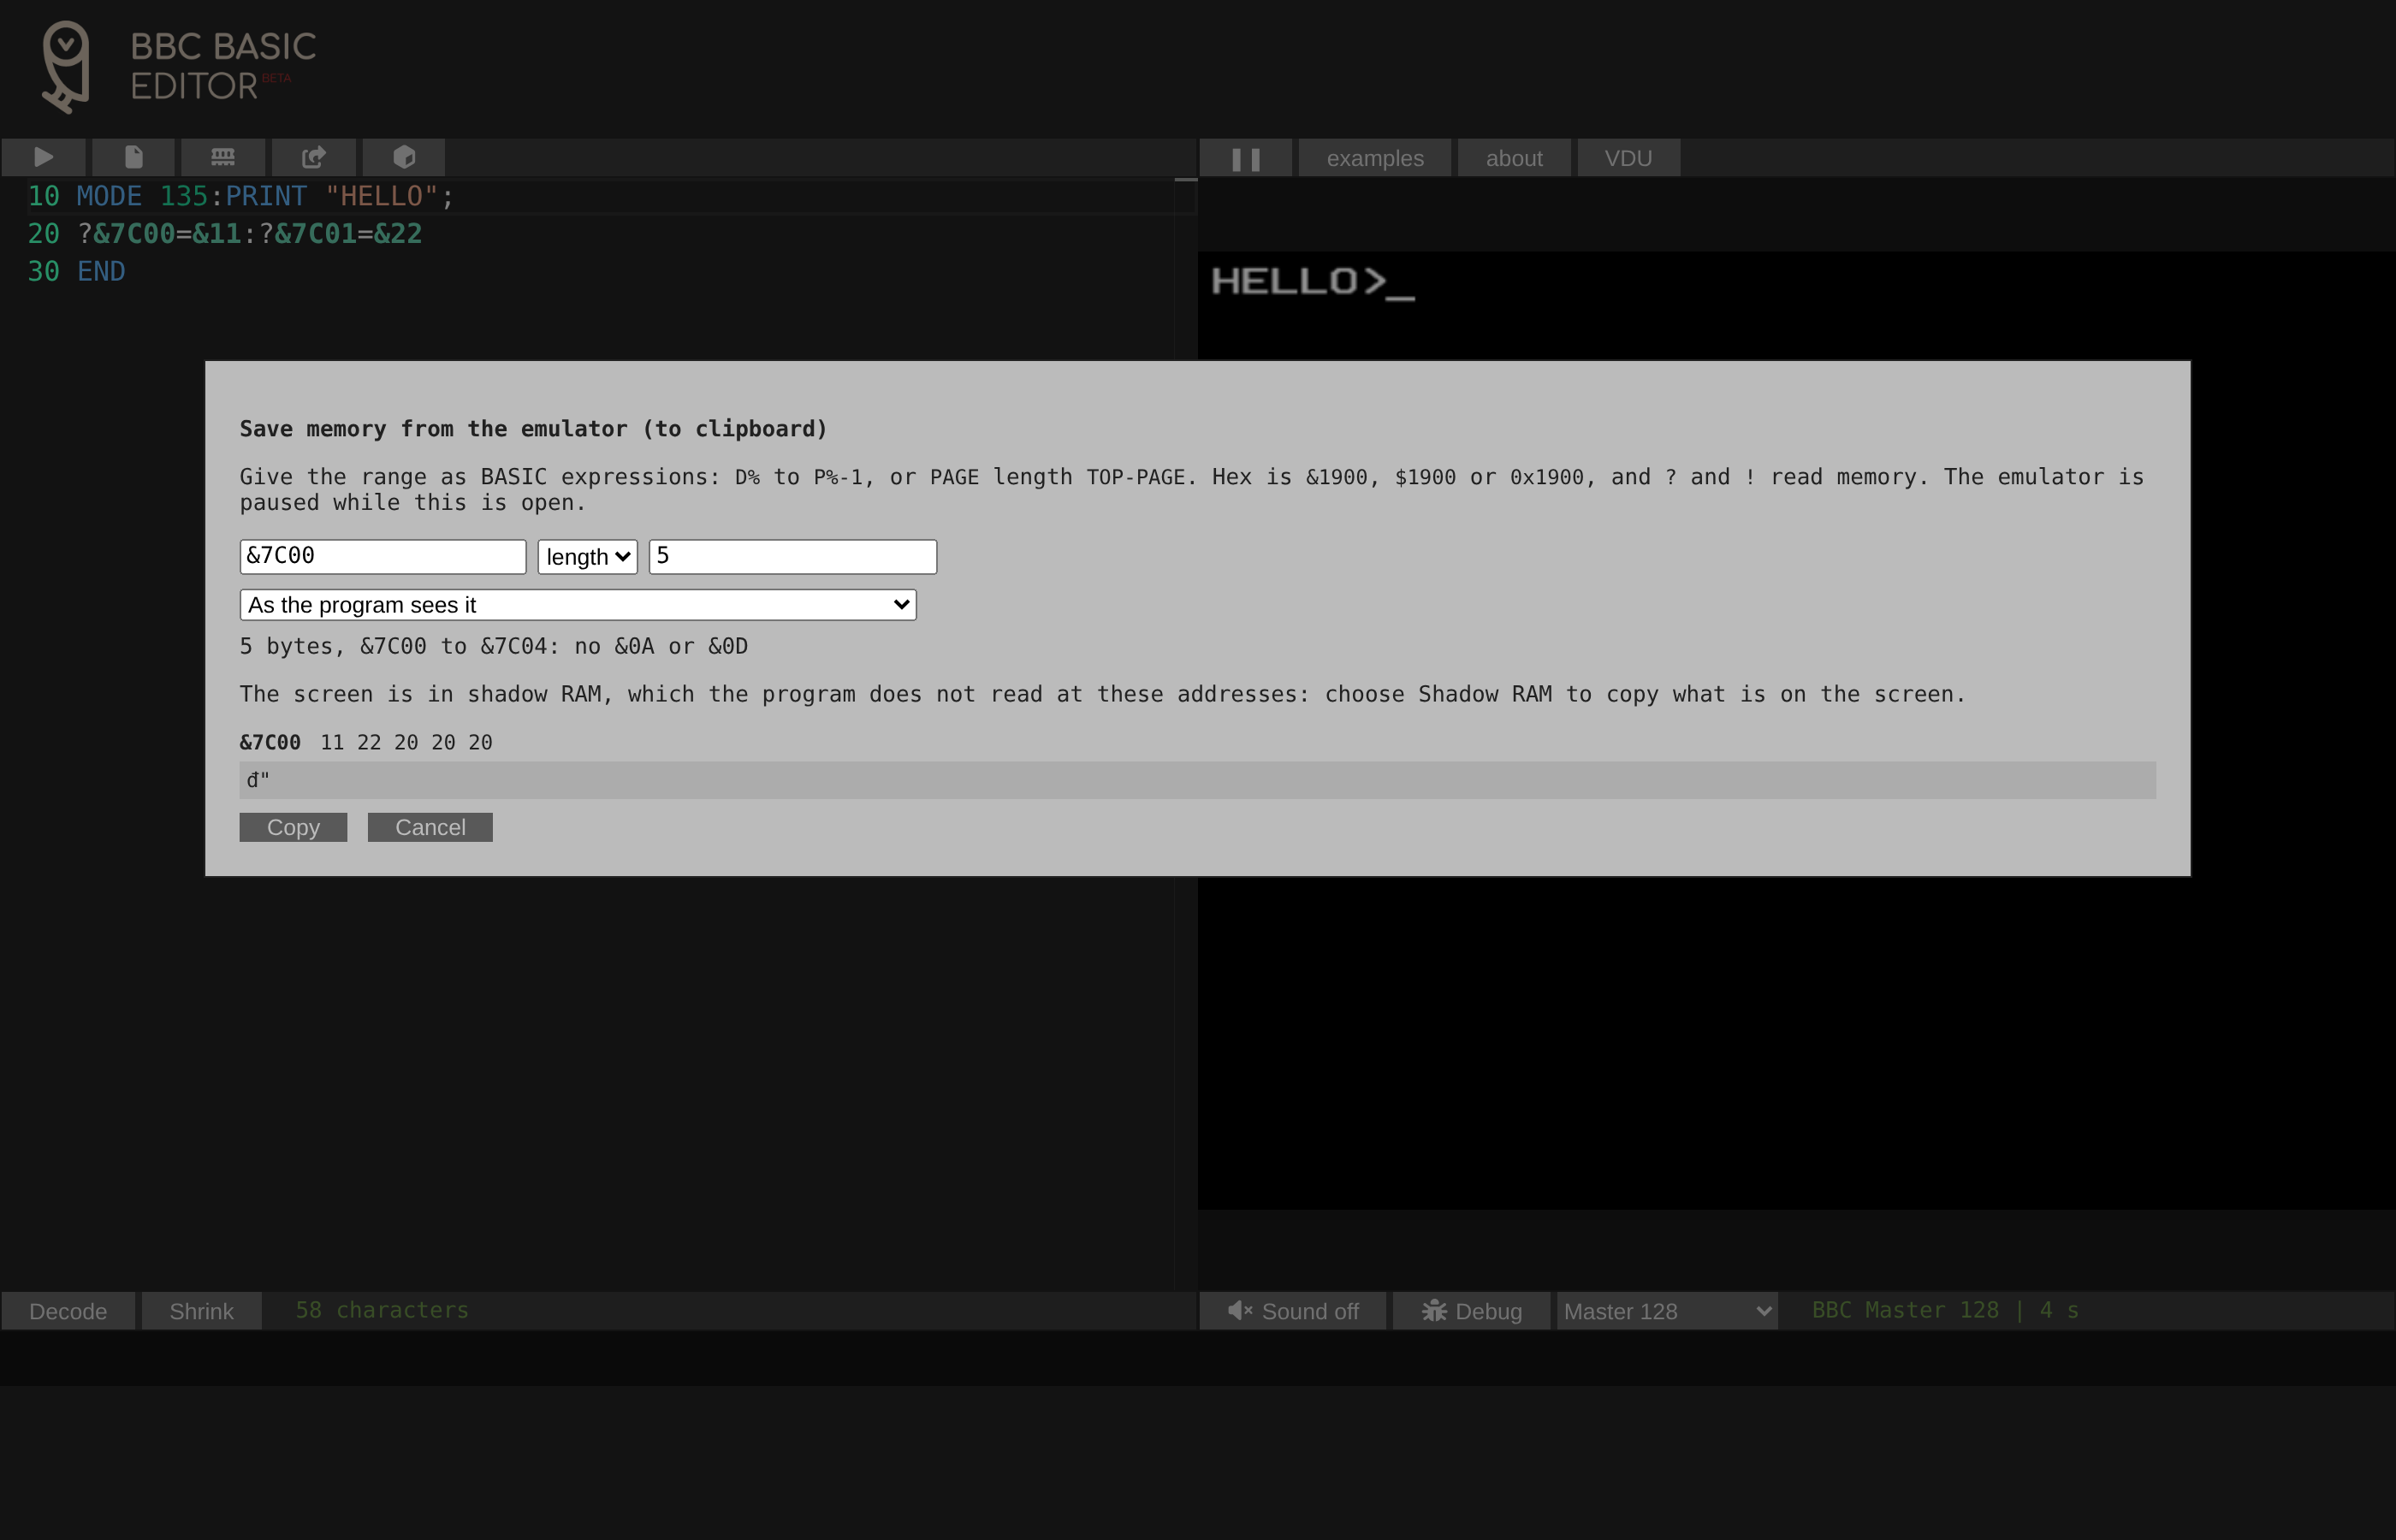 BBC BASIC
EDITOR BETA
examples about VDU
10 MODE 135:PRINT "HELLO";
20 ?&7C00=&11:?&7C01=&22
30 END
HELLO>_
Save memory from the emulator (to clipboard)
Give the range as BASIC expressions: D% to P%-1, or PAGE length TOP-PAGE. Hex is &1900, $1900 or 0x1900, and ? and ! read memory. The emulator is
paused while this is open.
&7C00 length 5
As the program sees it
5 bytes, &7C00 to &7C04: no &0A or &0D
The screen is in shadow RAM, which the program does not read at these addresses: choose Shadow RAM to copy what is on the screen.
&7C00 11 22 20 20 20
đ"
Copy Cancel
Decode Shrink 58 characters
Sound off Debug Master 128 BBC Master 128 | 4 s